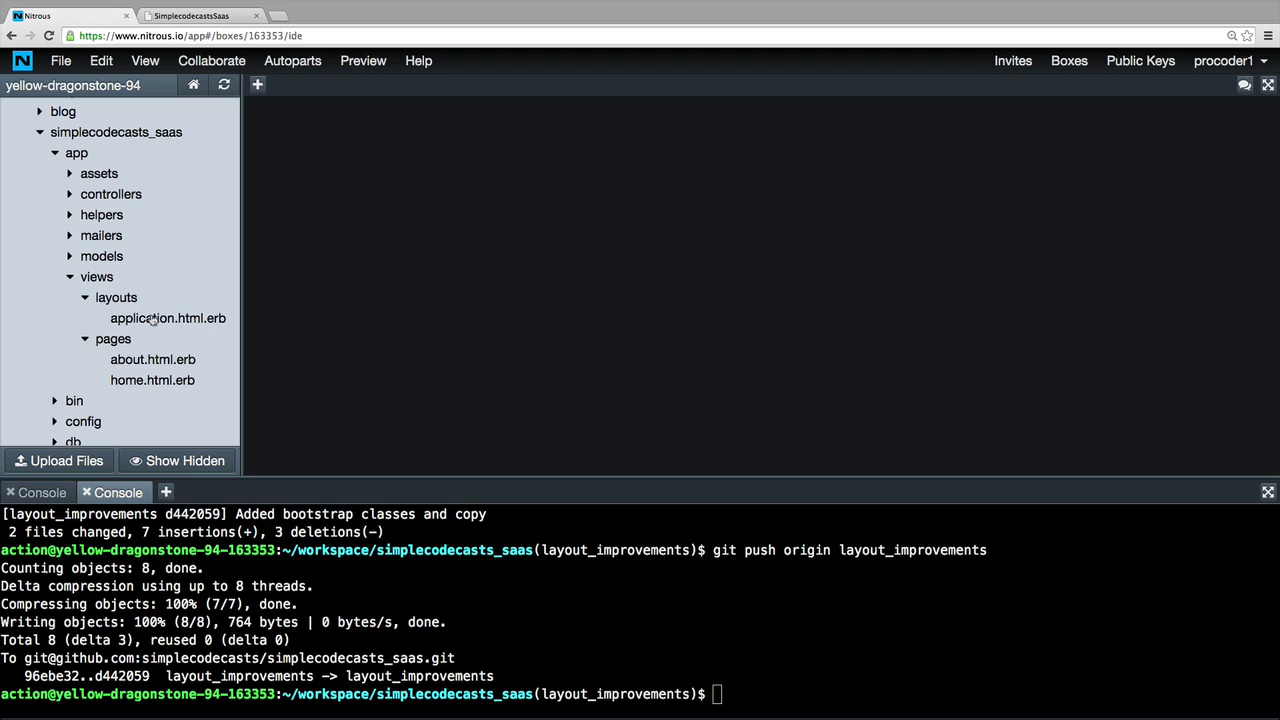 Nitrous
SimplecodecastsSaas
https://www.nitrous.io/app#/boxes/163353/ide
N File Edit View Collaborate Autoparts Preview Help Invites Boxes Public Keys procoder1
yellow-dragonstone-94
blog
simplecodecasts_saas
app
assets
controllers
helpers
mailers
models
views
layouts
application.html.erb
pages
about.html.erb
home.html.erb
bin
config
db
Upload Files Show Hidden
Console Console
[layout_improvements d442059] Added bootstrap classes and copy
2 files changed, 7 insertions(+), 3 deletions(-)
action@yellow-dragonstone-94-163353:~/workspace/simplecodecasts_saas(layout_improvements)$ git push origin layout_improvements
Counting objects: 8, done.
Delta compression using up to 8 threads.
Compressing objects: 100% (7/7), done.
Writing objects: 100% (8/8), 764 bytes | 0 bytes/s, done.
Total 8 (delta 3), reused 0 (delta 0)
To git@github.com:simplecodecasts/simplecodecasts_saas.git
96ebe32..d442059  layout_improvements -> layout_improvements
action@yellow-dragonstone-94-163353:~/workspace/simplecodecasts_saas(layout_improvements)$